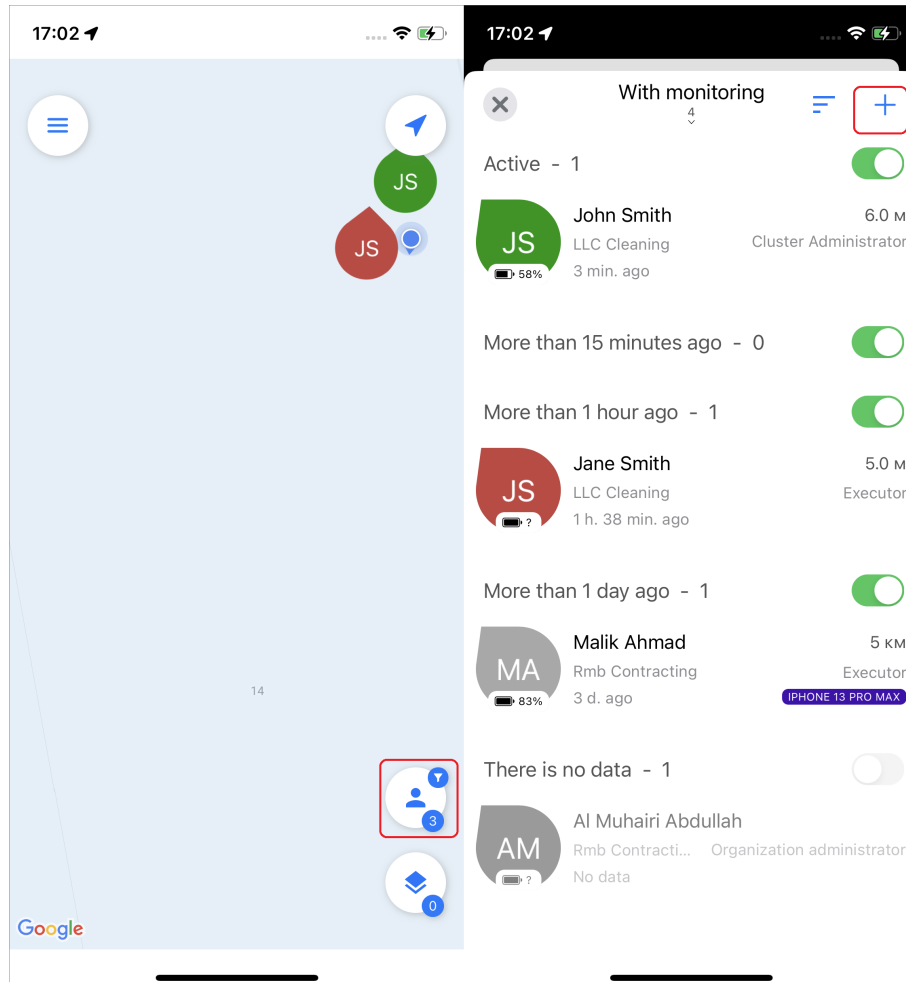 17:02
JS
JS
14
3
0
Google
17:02
With monitoring
4
Active - 1
JS
58%
John Smith
6.0 м
LLC Cleaning
Cluster Administrator
3 min. ago
More than 15 minutes ago - 0
More than 1 hour ago - 1
JS
?
Jane Smith
5.0 м
LLC Cleaning
Executor
1 h. 38 min. ago
More than 1 day ago - 1
MA
83%
Malik Ahmad
5 км
Rmb Contracting
Executor
3 d. ago
IPHONE 13 PRO MAX
There is no data - 1
AM
?
Al Muhairi Abdullah
Rmb Contracti...
Organization administrator
No data